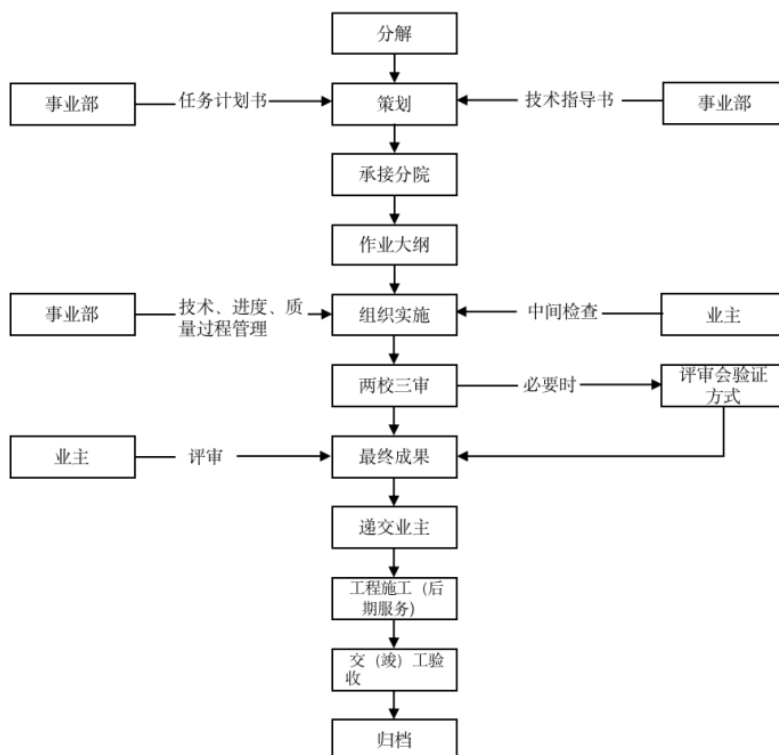 分解
事业部
任务计划书
策划
技术指导书
事业部
承接分院
作业大纲
事业部
技术、进度、质
量过程管理
组织实施
中间检查
业主
两校三审
必要时
评审会验证
方式
业主
评审
最终成果
递交业主
工程施工（后
期服务）
交（竣）工验
收
归档